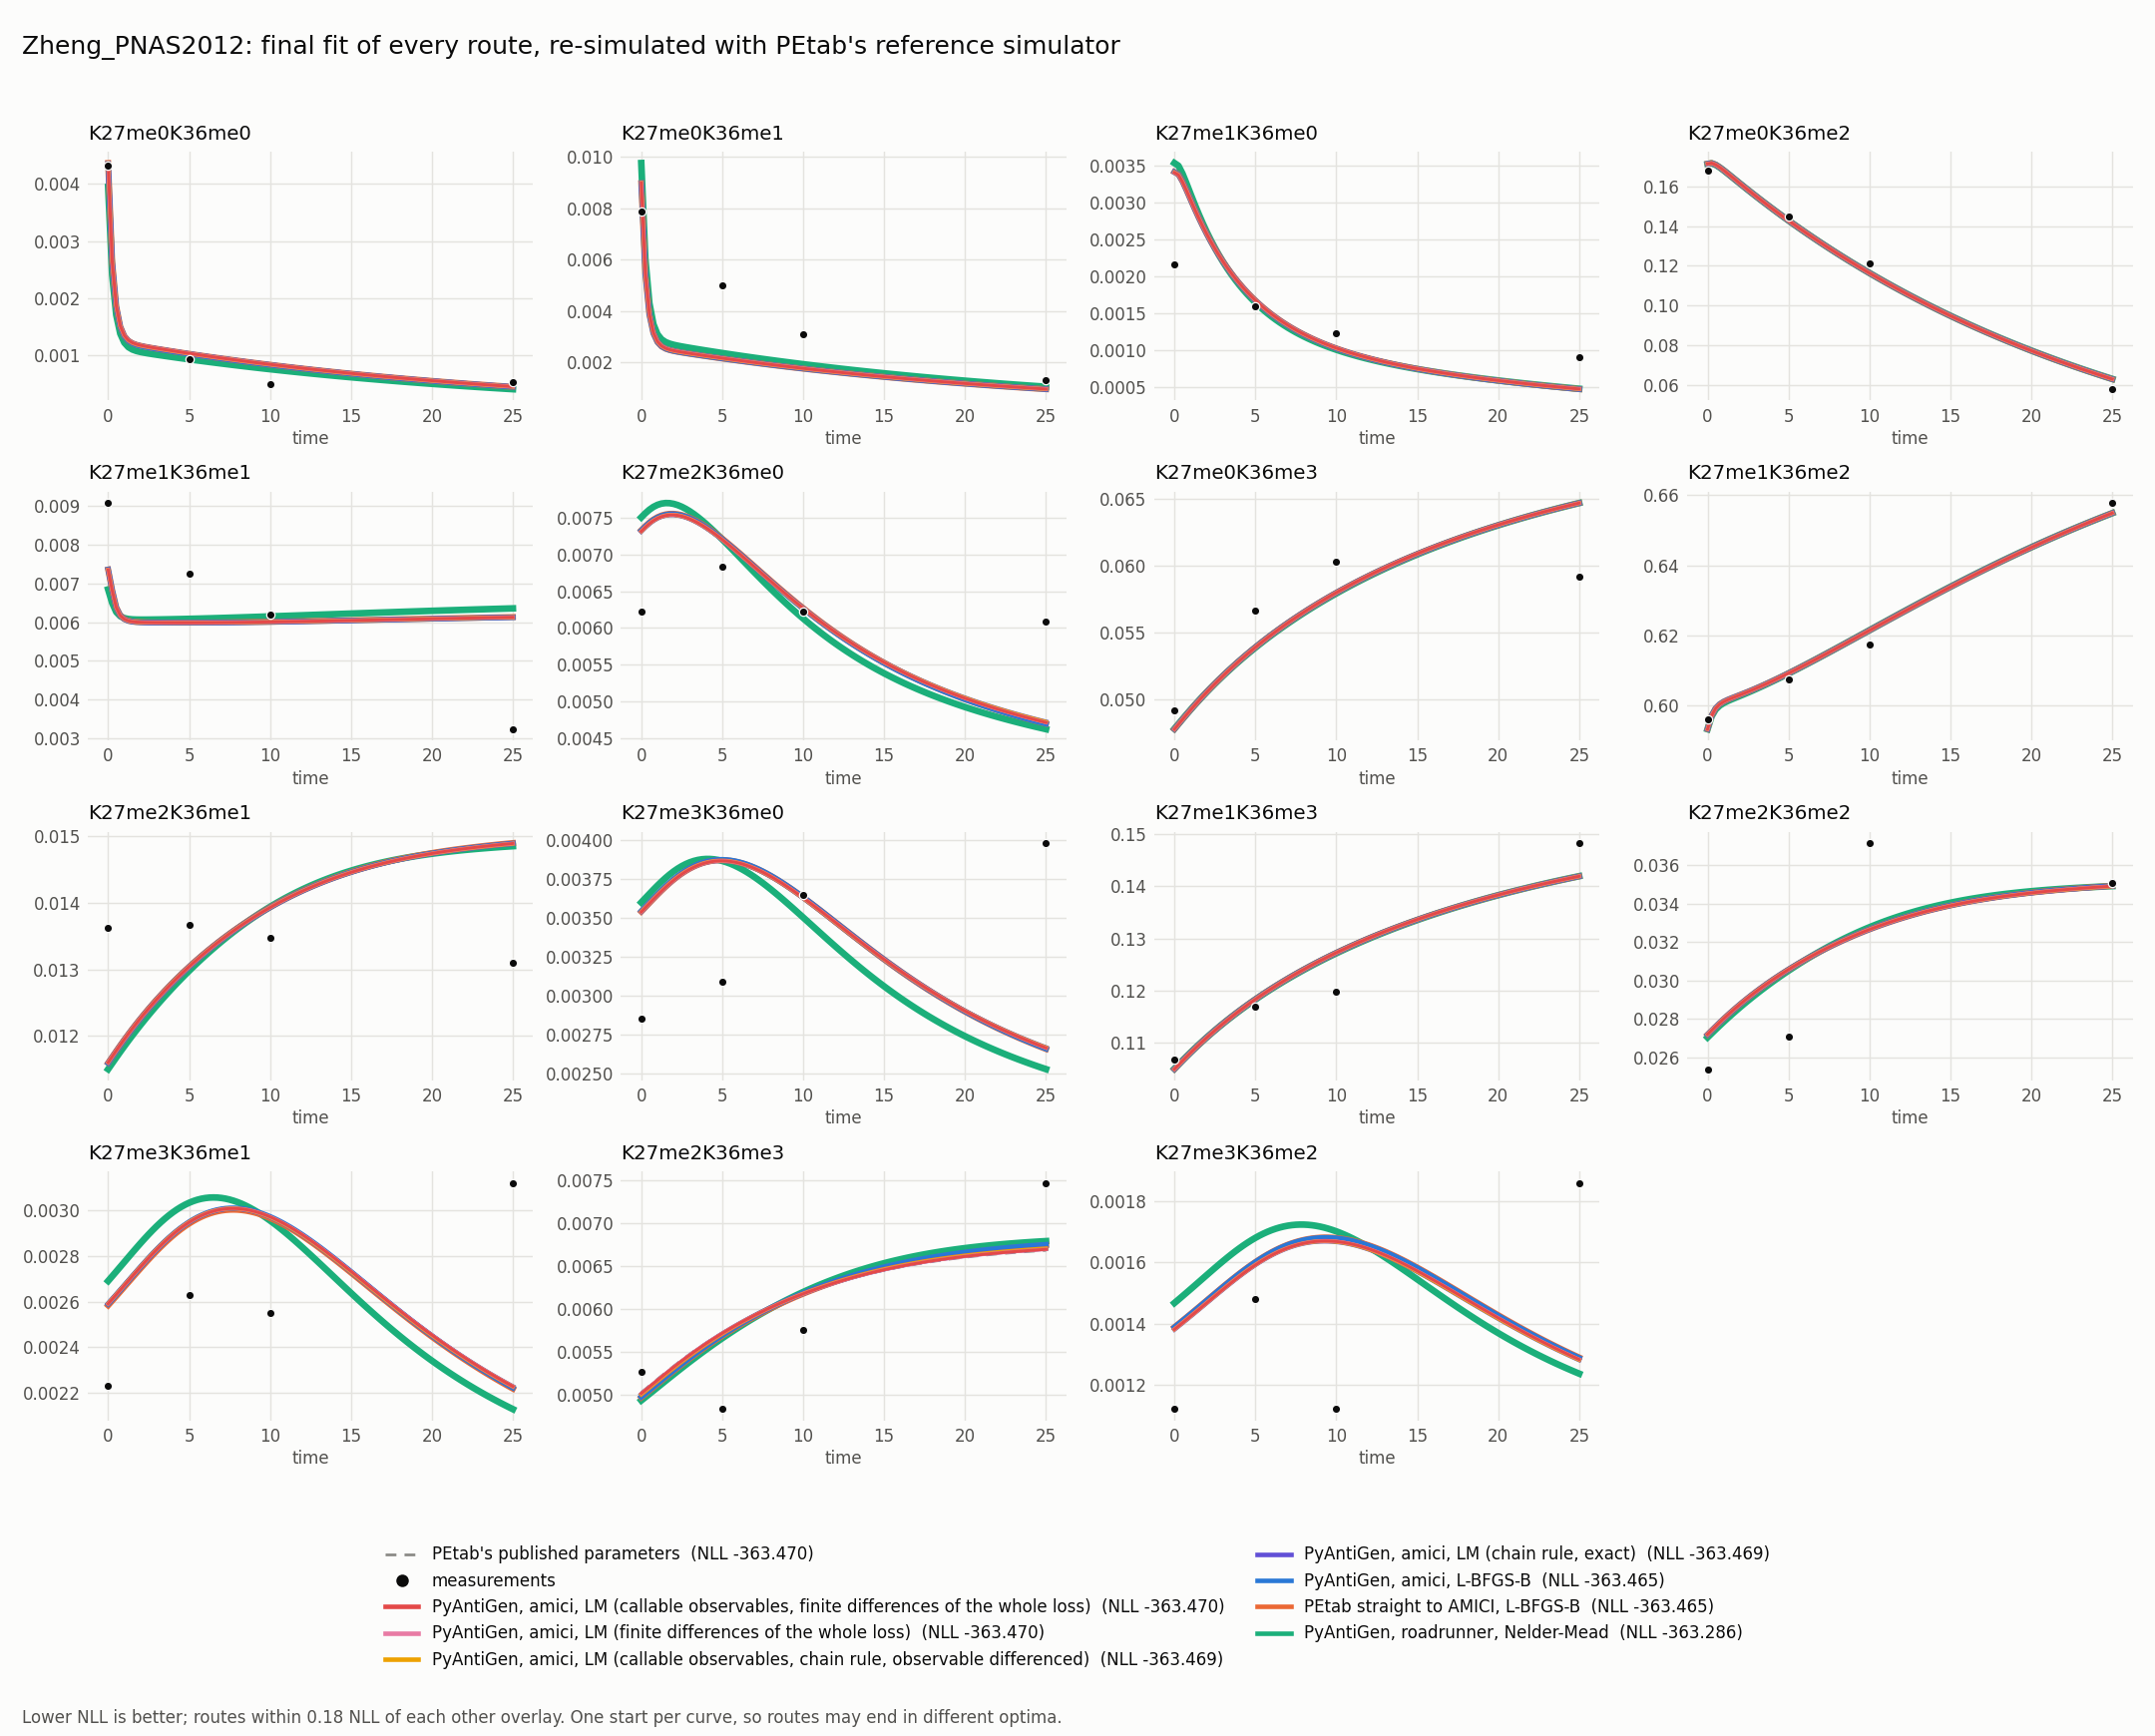 Zheng_PNAS2012: final fit of every route, re-simulated with PEtab's reference simulator
K27me0K36me0
0.004
0.003
0.002
0.001
0 5 10 15 20 25
time
K27me0K36me1
0.010
0.008
0.006
0.004
0.002
0 5 10 15 20 25
time
K27me1K36me0
0.0035
0.0030
0.0025
0.0020
0.0015
0.0010
0.0005
0 5 10 15 20 25
time
K27me0K36me2
0.16
0.14
0.12
0.10
0.08
0.06
0 5 10 15 20 25
time
K27me1K36me1
0.009
0.008
0.007
0.006
0.005
0.004
0.003
0 5 10 15 20 25
time
K27me2K36me0
0.0075
0.0070
0.0065
0.0060
0.0055
0.0050
0.0045
0 5 10 15 20 25
time
K27me0K36me3
0.065
0.060
0.055
0.050
0 5 10 15 20 25
time
K27me1K36me2
0.66
0.64
0.62
0.60
0 5 10 15 20 25
time
K27me2K36me1
0.015
0.014
0.013
0.012
0 5 10 15 20 25
time
K27me3K36me0
0.00400
0.00375
0.00350
0.00325
0.00300
0.00275
0.00250
0 5 10 15 20 25
time
K27me1K36me3
0.15
0.14
0.13
0.12
0.11
0 5 10 15 20 25
time
K27me2K36me2
0.036
0.034
0.032
0.030
0.028
0.026
0 5 10 15 20 25
time
K27me3K36me1
0.0030
0.0028
0.0026
0.0024
0.0022
0 5 10 15 20 25
time
K27me2K36me3
0.0075
0.0070
0.0065
0.0060
0.0055
0.0050
0 5 10 15 20 25
time
K27me3K36me2
0.0018
0.0016
0.0014
0.0012
0 5 10 15 20 25
time
PEtab's published parameters (NLL -363.470)
measurements
PyAntiGen, amici, LM (callable observables, finite differences of the whole loss) (NLL -363.470)
PyAntiGen, amici, LM (finite differences of the whole loss) (NLL -363.470)
PyAntiGen, amici, LM (callable observables, chain rule, observable differenced) (NLL -363.469)
PyAntiGen, amici, LM (chain rule, exact) (NLL -363.469)
PyAntiGen, amici, L-BFGS-B (NLL -363.465)
PEtab straight to AMICI, L-BFGS-B (NLL -363.465)
PyAntiGen, roadrunner, Nelder-Mead (NLL -363.286)
Lower NLL is better; routes within 0.18 NLL of each other overlay. One start per curve, so routes may end in different optima.